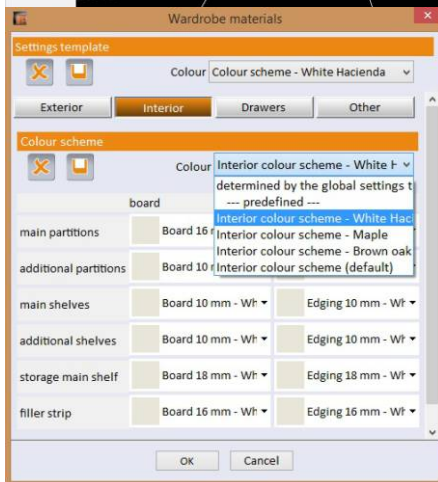 Wardrobe materials
Settings template
Colour Colour scheme - White Hacienda
Exterior Interior Drawers Other
Colour scheme
Colour Interior colour scheme - White H
determined by the global settings t
--- predefined ---
board
Interior colour scheme - White Haci
main partitions Board 16 Interior colour scheme - Maple
Interior colour scheme - Brown oak
additional partitions Board 10 Interior colour scheme (default)
main shelves Board 10 mm - Wh Edging 10 mm - Wh
additional shelves Board 10 mm - Wh Edging 10 mm - Wh
storage main shelf Board 18 mm - Wh Edging 18 mm - Wh
filler strip Board 16 mm - Wh Edging 16 mm - Wh
OK Cancel